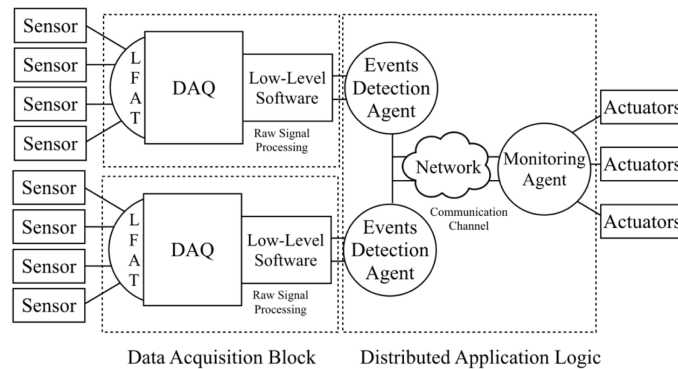 Sensor
Sensor
Sensor
Sensor
L
F
A
T
DAQ
Low-Level
Software
Raw Signal
Processing
Events
Detection
Agent
Sensor
Sensor
Sensor
Sensor
L
F
A
T
DAQ
Low-Level
Software
Raw Signal
Processing
Events
Detection
Agent
Network
Communication
Channel
Monitoring
Agent
Actuators
Actuators
Actuators
Data Acquisition Block
Distributed Application Logic